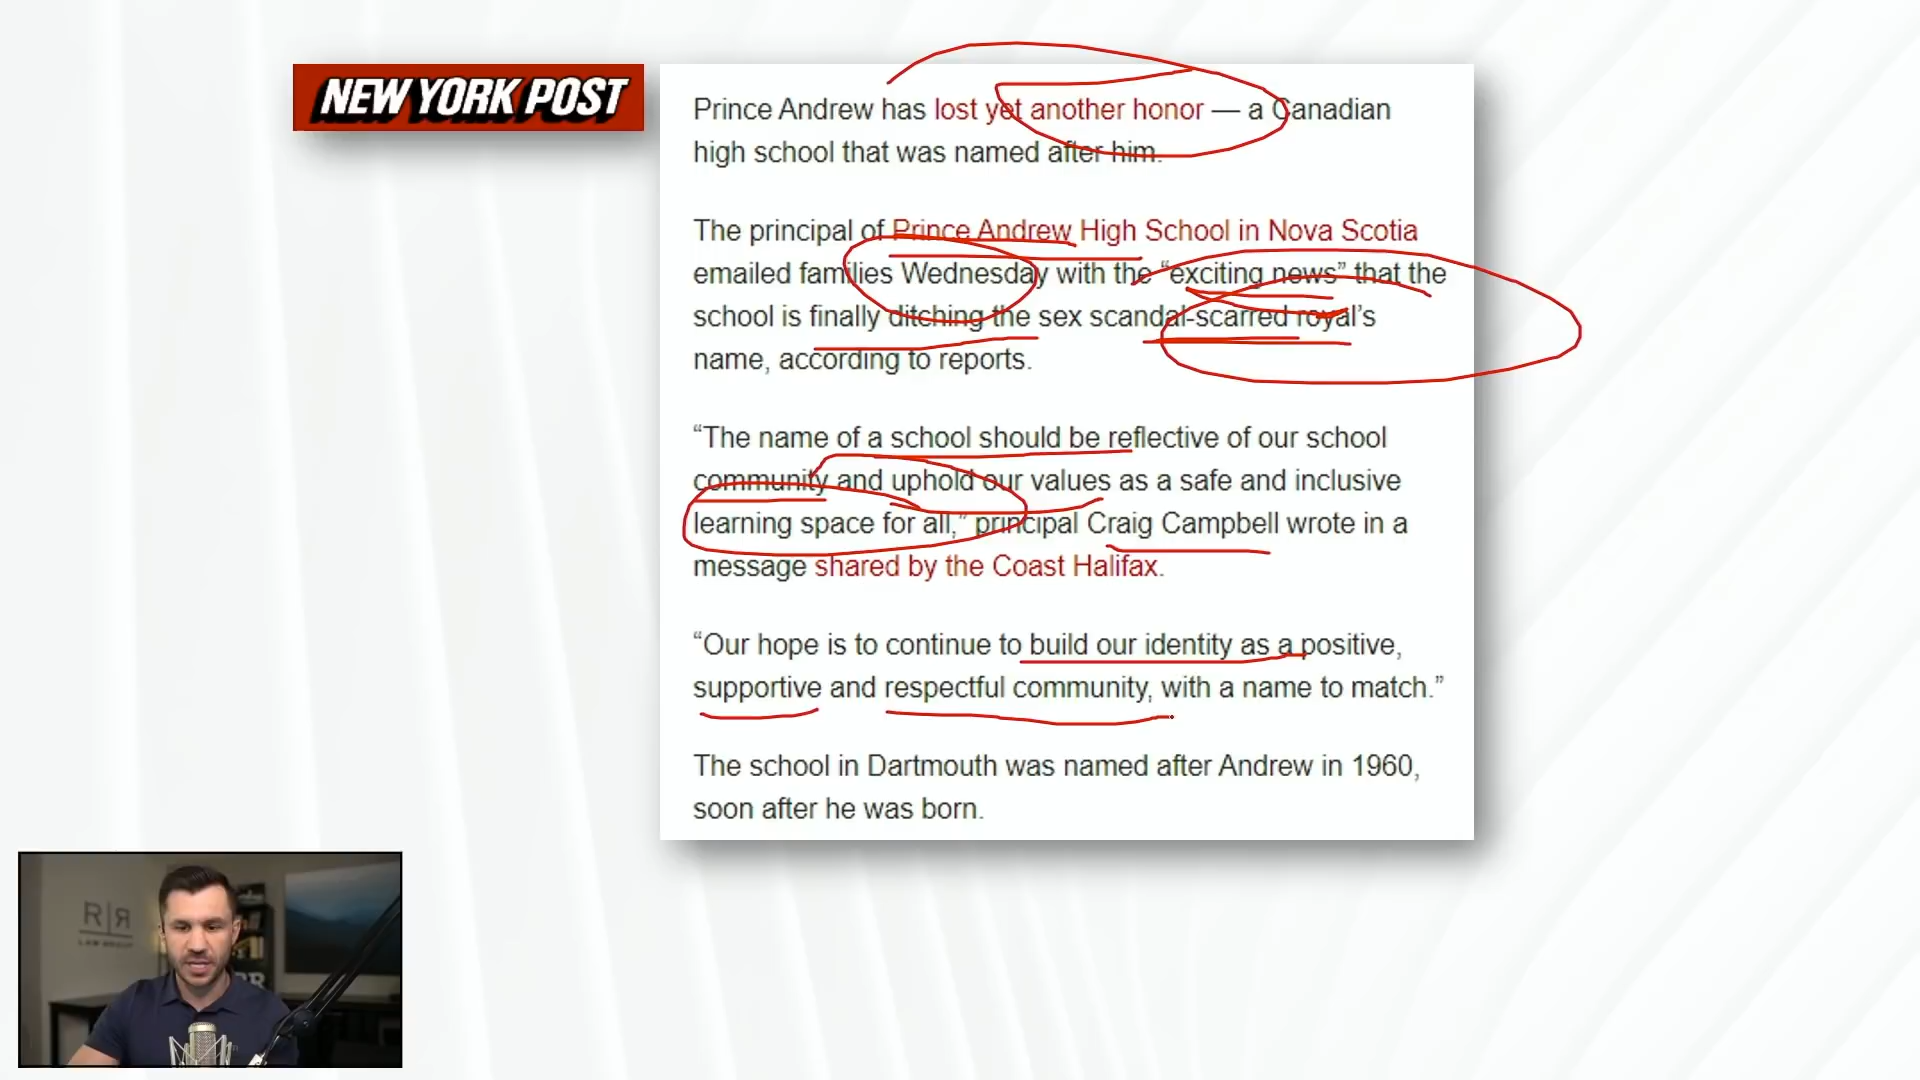 NEW YORK POST
Prince Andrew has lost yet another honor — a Canadian
high school that was named after him.
The principal of Prince Andrew High School in Nova Scotia
emailed families Wednesday with the “exciting news” that the
school is finally ditching the sex scandal-scarred royal’s
name, according to reports.
“The name of a school should be reflective of our school
community and uphold our values as a safe and inclusive
learning space for all,” principal Craig Campbell wrote in a
message shared by the Coast Halifax.
“Our hope is to continue to build our identity as a positive,
supportive and respectful community, with a name to match.”
The school in Dartmouth was named after Andrew in 1960,
soon after he was born.
R|R
LAW GROUP